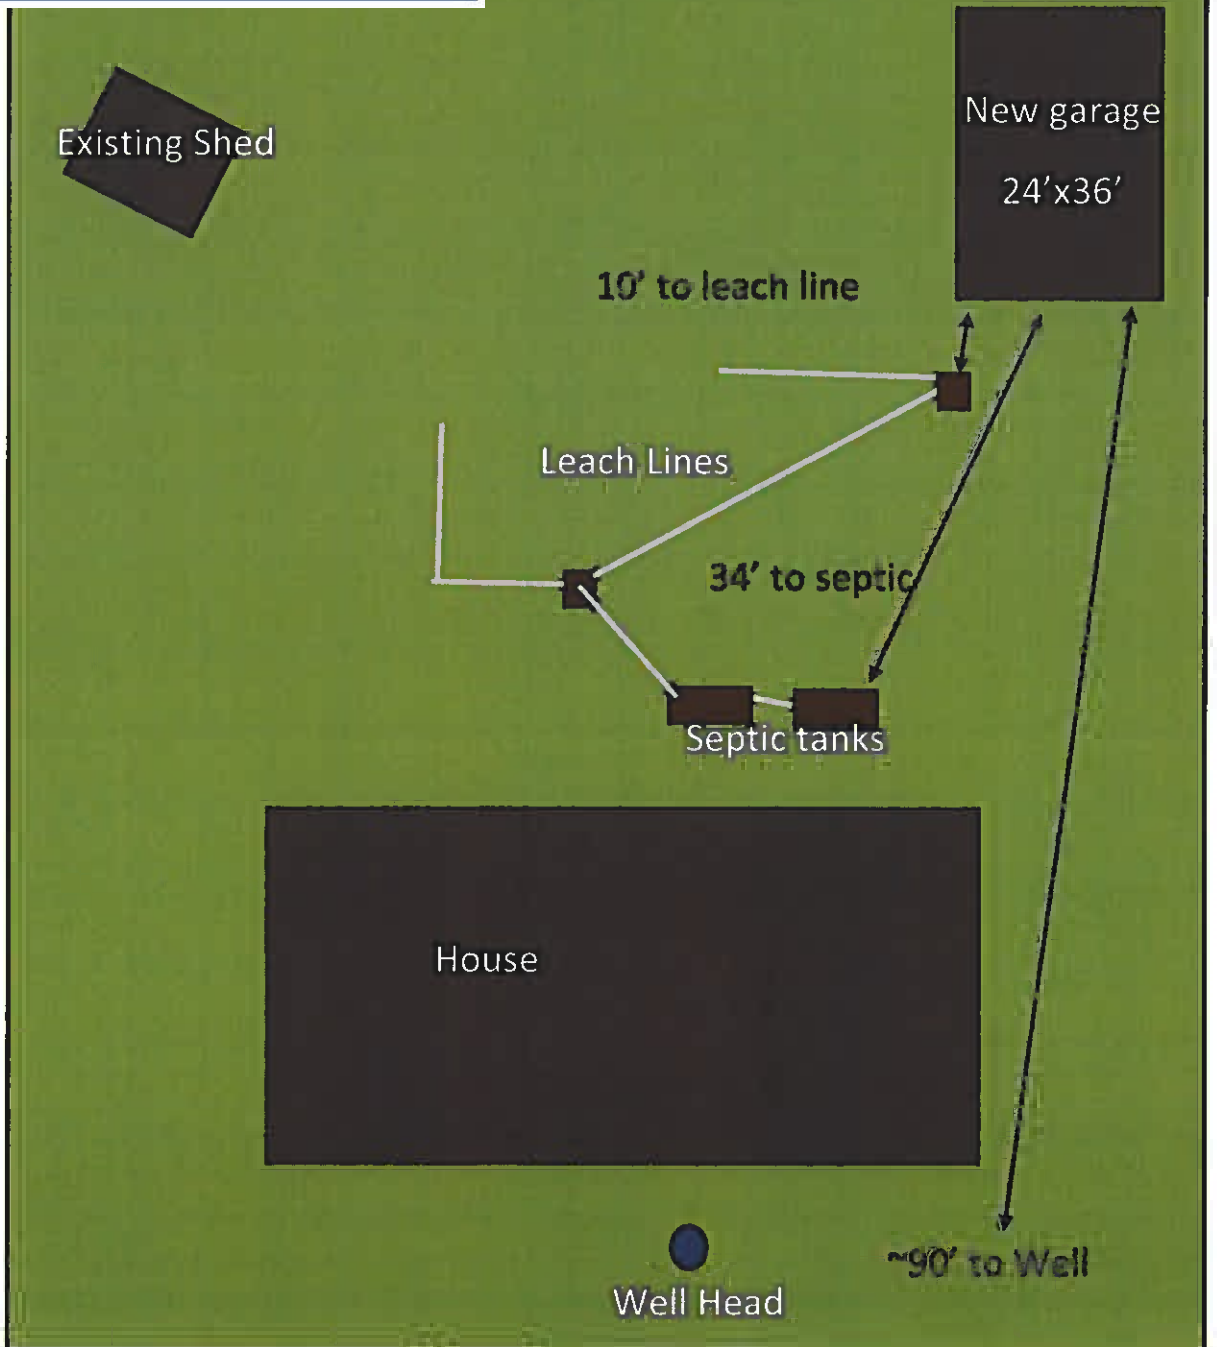 Existing Shed
New garage
24'x36'
10' to leach line
Leach Lines
34' to septic
Septic tanks
House
~90' to Well
Well Head